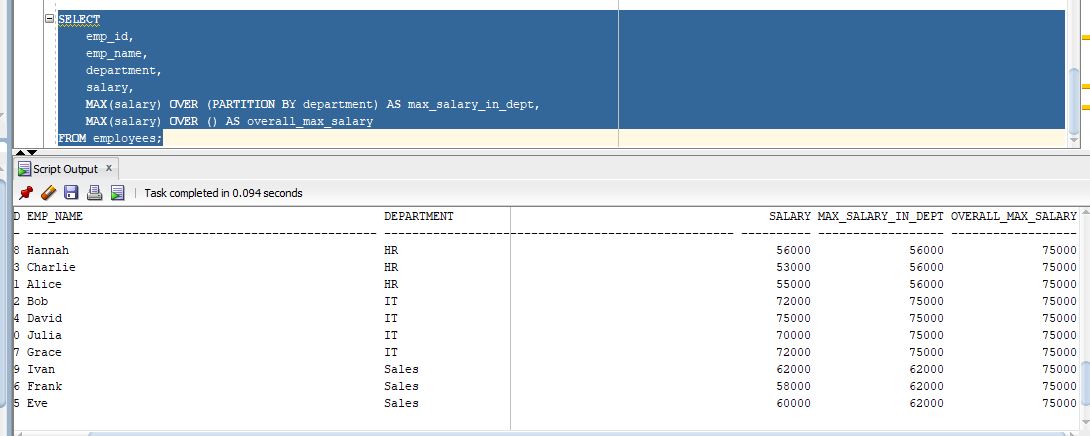 SELECT
emp_id,
emp_name,
department,
salary,
MAX(salary) OVER (PARTITION BY department) AS max_salary_in_dept,
MAX(salary) OVER () AS overall_max_salary
FROM employees;
Script Output x
Task completed in 0.094 seconds
D EMP_NAME DEPARTMENT SALARY MAX_SALARY_IN_DEPT OVERALL_MAX_SALARY
8 Hannah HR 56000 56000 75000
3 Charlie HR 53000 56000 75000
1 Alice HR 55000 56000 75000
2 Bob IT 72000 75000 75000
4 David IT 75000 75000 75000
0 Julia IT 70000 75000 75000
7 Grace IT 72000 75000 75000
9 Ivan Sales 62000 62000 75000
6 Frank Sales 58000 62000 75000
5 Eve Sales 60000 62000 75000